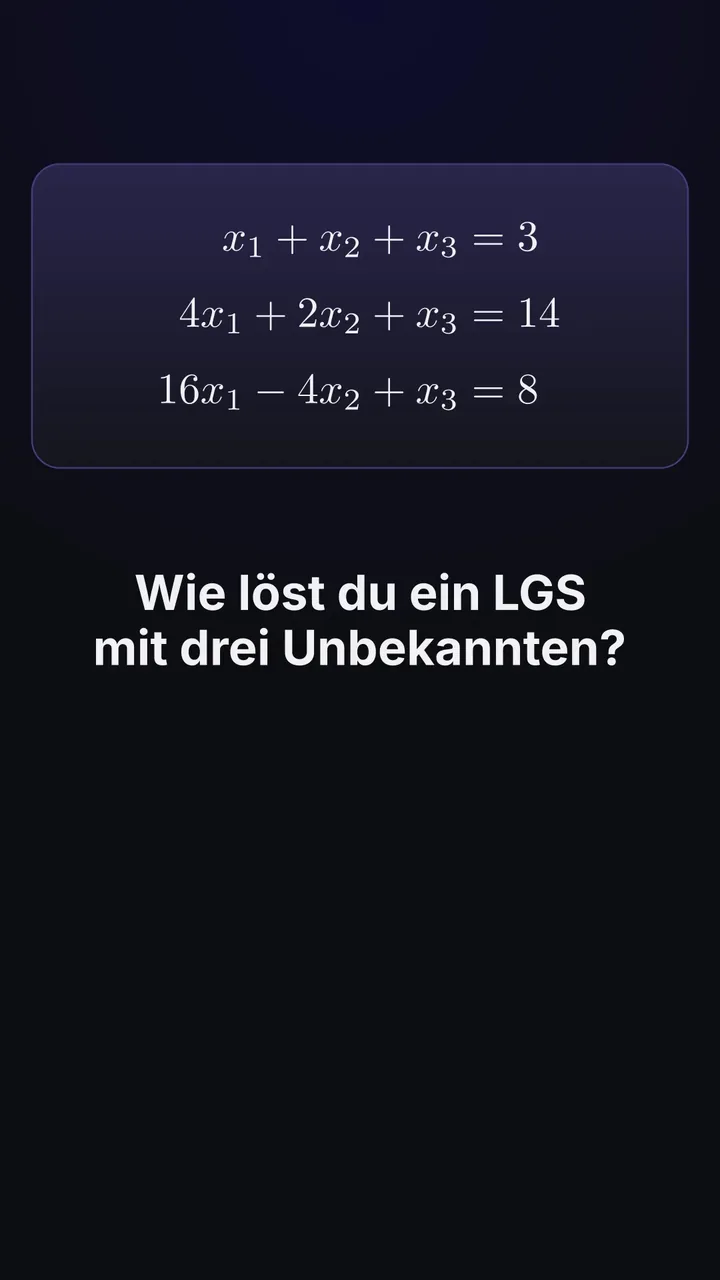 x₁ + x₂ + x₃ = 3
4x₁ + 2x₂ + x₃ = 14
16x₁ − 4x₂ + x₃ = 8
Wie löst du ein LGS
mit drei Unbekannten?